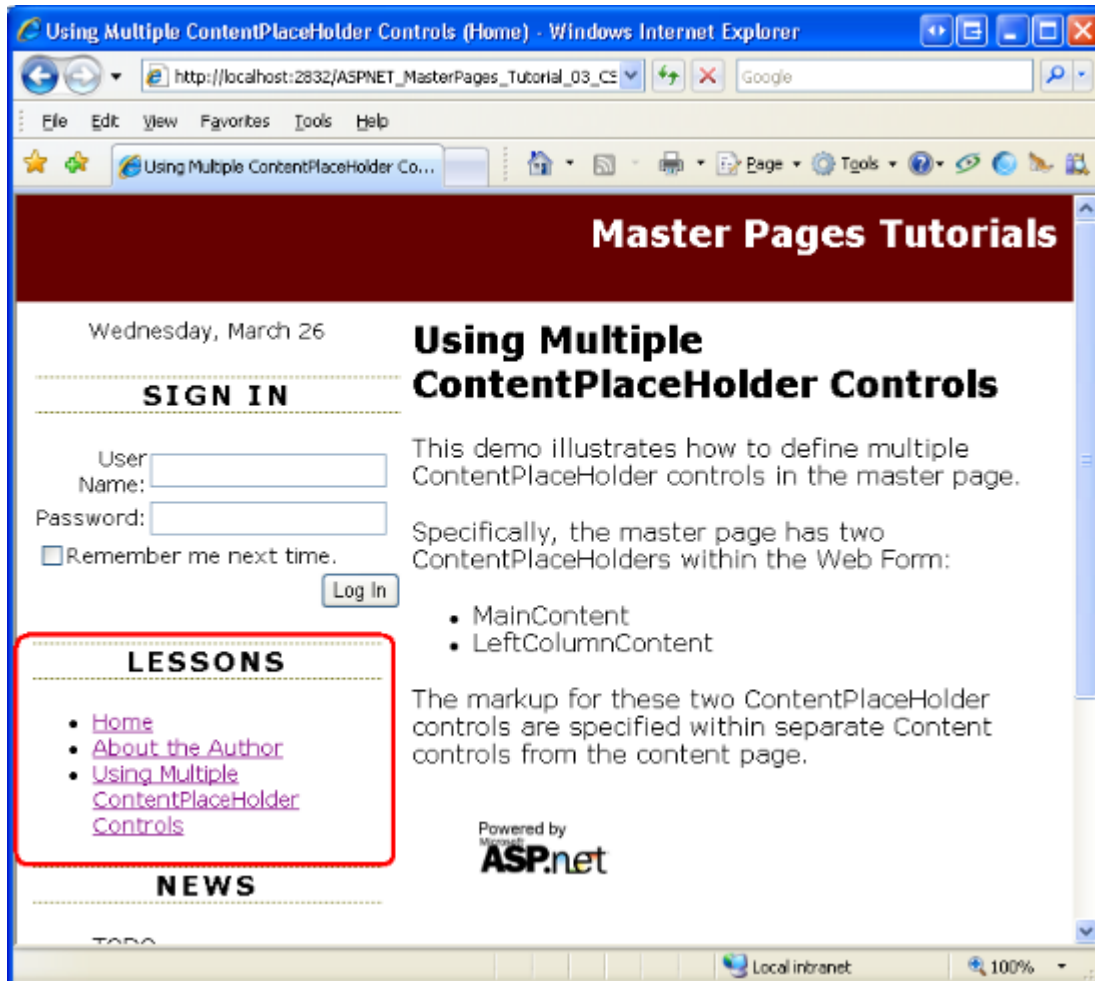 Using Multiple ContentPlaceHolder Controls (Home) - Windows Internet Explorer
http://localhost:2832/ASPNET_MasterPages_Tutorial_03_CS
Google
File Edit View Favorites Tools Help
Using Multiple ContentPlaceHolder Co...
Page Tools
Master Pages Tutorials
Wednesday, March 26
SIGN IN
User
Name:
Password:
Remember me next time.
Log In
LESSONS
Home
About the Author
Using Multiple
ContentPlaceHolder
Controls
NEWS
Using Multiple
ContentPlaceHolder Controls
This demo illustrates how to define multiple
ContentPlaceHolder controls in the master page.
Specifically, the master page has two
ContentPlaceHolders within the Web Form:
MainContent
LeftColumnContent
The markup for these two ContentPlaceHolder
controls are specified within separate Content
controls from the content page.
Powered by
Microsoft
ASP.net
Local intranet
100%